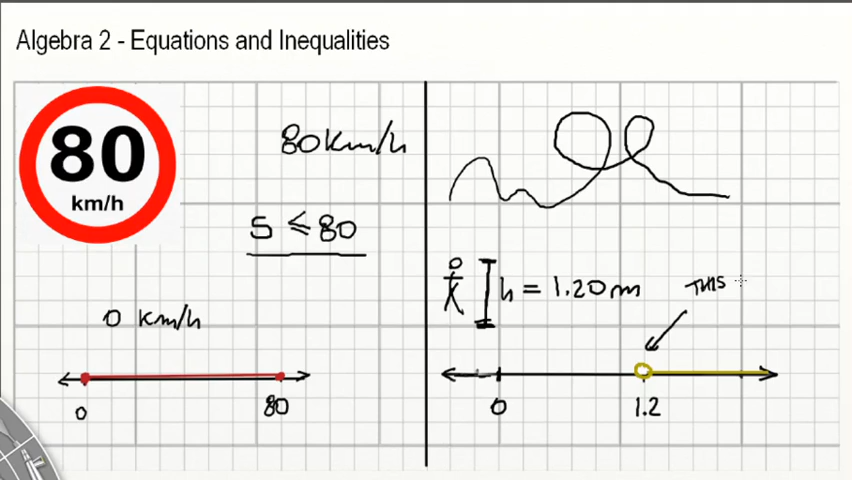 Algebra 2 - Equations and Inequalities
80
km/h
80km/h
S ≤ 80
0 km/h
0
80
h = 1.20m
THIS
0
1.2